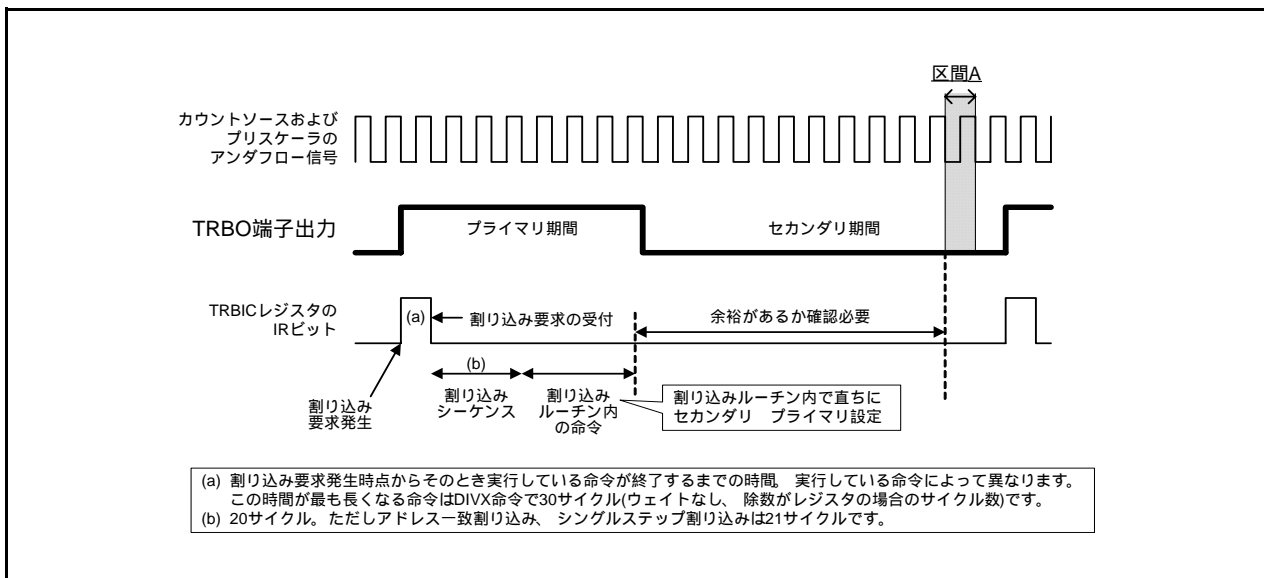 区間A
カウントソースおよび
プリスケーラの
アンダフロー信号
TRBO端子出力
プライマリ期間
セカンダリ期間
TRBICレジスタの
IRビット
(a)
割り込み要求の受付
余裕があるか確認必要
(b)
割り込み
要求発生
割り込み
シーケンス
割り込み
ルーチン内
の命令
割り込みルーチン内で直ちに
セカンダリ プライマリ設定
(a) 割り込み要求発生時点からそのとき実行している命令が終了するまでの時間。 実行している命令によって異なります。
この時間が最も長くなる命令はDIVX命令で30サイクル(ウェイトなし、 除数がレジスタの場合のサイクル数)です。
(b) 20サイクル。ただしアドレス一致割り込み、 シングルステップ割り込みは21サイクルです。